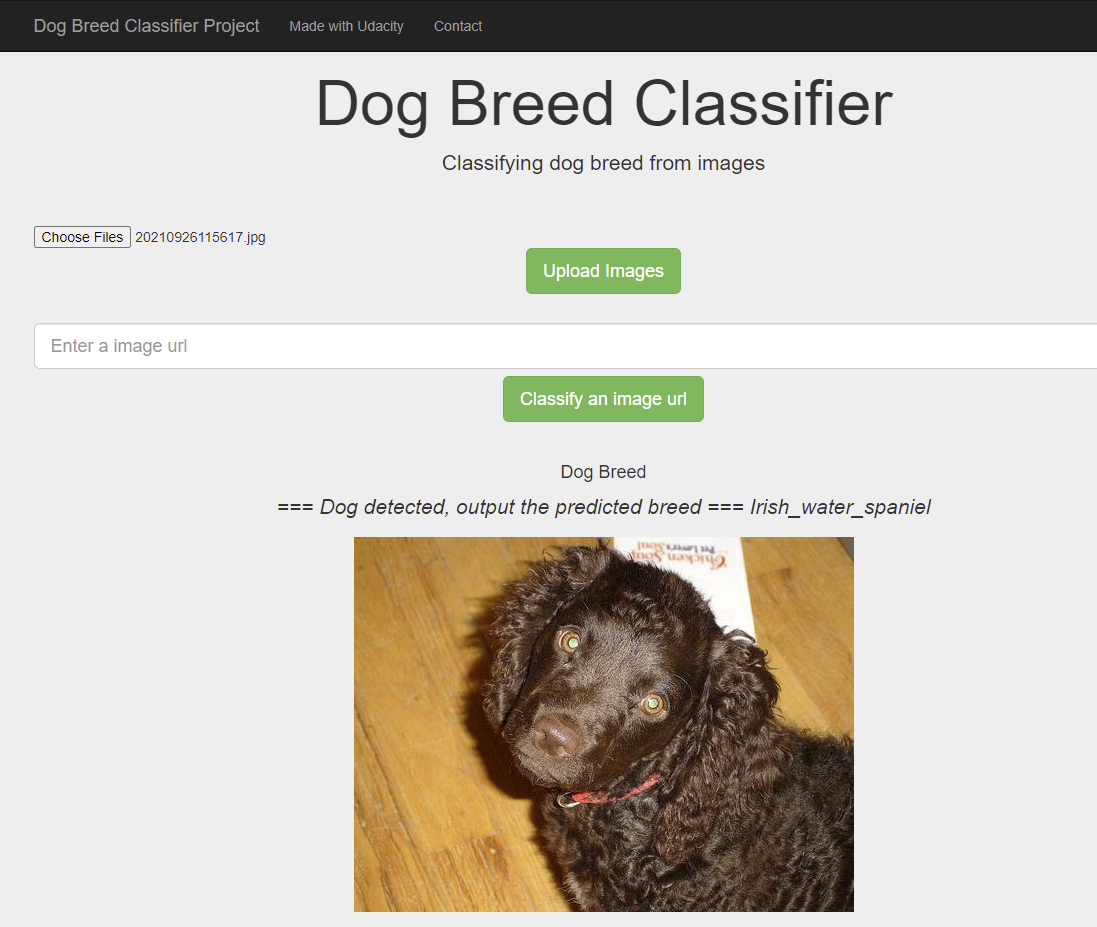 Dog Breed Classifier Project Made with Udacity Contact
Dog Breed Classifier
Classifying dog breed from images
Choose Files 20210926115617.jpg
Upload Images
Enter a image url
Classify an image url
Dog Breed
=== Dog detected, output the predicted breed === Irish_water_spaniel
Chicken Soup
Pet Lover's Soul